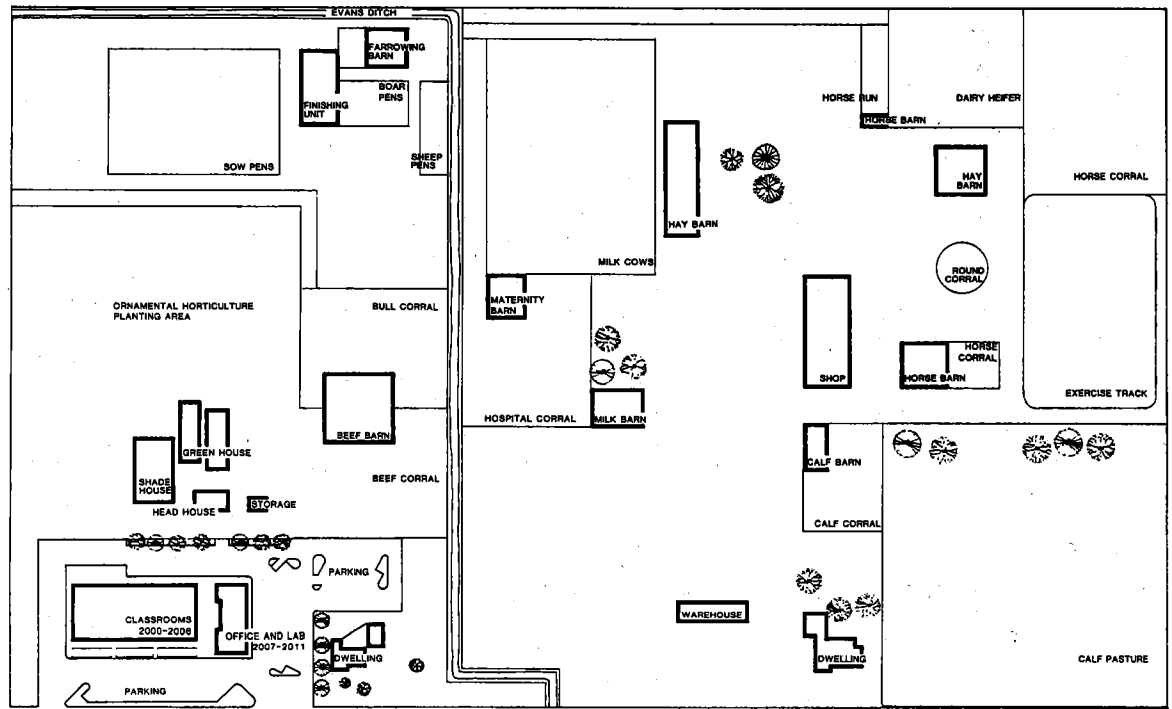 EVANS DITCH
FARROWING
BARN
BOAR
PENS
FINISHING
UNIT
SHEEP
PENS
SOW PENS
HORSE RUN
DAIRY HEIFER
HORSE BARN
HAY
BARN
HORSE CORRAL
HAY BARN
MILK COWS
ROUND
CORRAL
MATERNITY
BARN
ORNAMENTAL HORTICULTURE
PLANTING AREA
BULL CORRAL
HORSE
CORRAL
SHOP
HORSE BARN
EXERCISE TRACK
HOSPITAL CORRAL
MILK BARN
BEEF BARN
GREEN HOUSE
CALF BARN
SHADE
HOUSE
BEEF CORRAL
HEAD HOUSE
STORAGE
CALF CORRAL
PARKING
CLASSROOMS
2000-2006
OFFICE AND LAB
2007-2011
DWELLING
WAREHOUSE
DWELLING
CALF PASTURE
PARKING